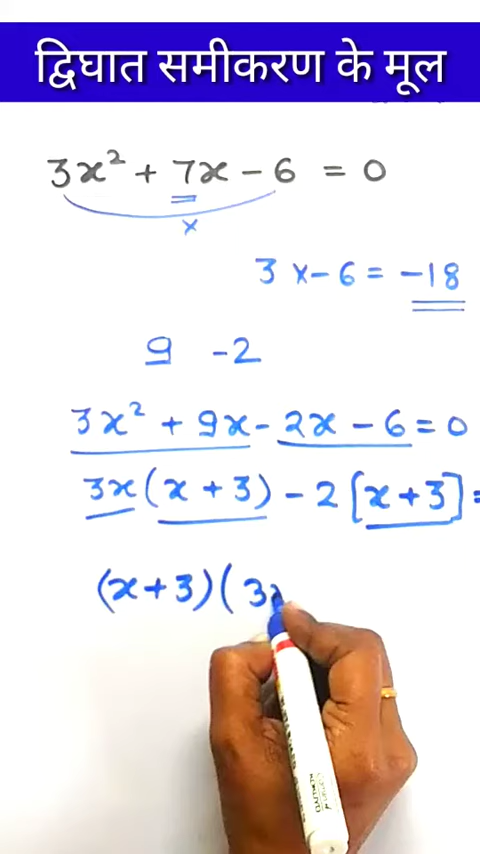 द्विघात समीकरण के मूल
3x² + 7x - 6 = 0
x
3 x - 6 = -18
9 -2
3x² + 9x - 2x - 6 = 0
3x (x + 3) - 2 [x + 3] =
(x + 3) ( 3x